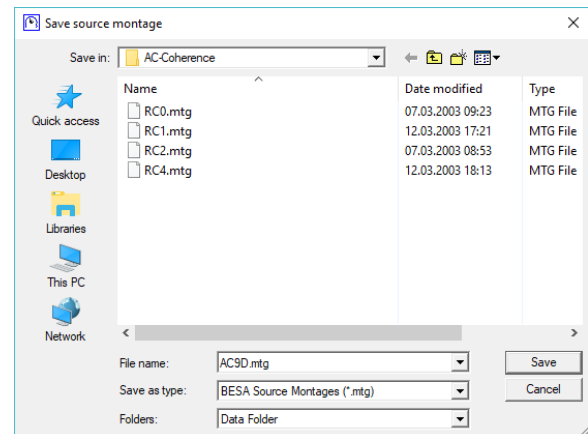 Save source montage
Save in: AC-Coherence
Name Date modified Type
RC0.mtg 07.03.2003 09:23 MTG File
RC1.mtg 12.03.2003 17:21 MTG File
RC2.mtg 07.03.2003 08:53 MTG File
RC4.mtg 12.03.2003 18:13 MTG File
Quick access
Desktop
Libraries
This PC
Network
File name: AC9D.mtg Save
Save as type: BESA Source Montages (*.mtg) Cancel
Folders: Data Folder